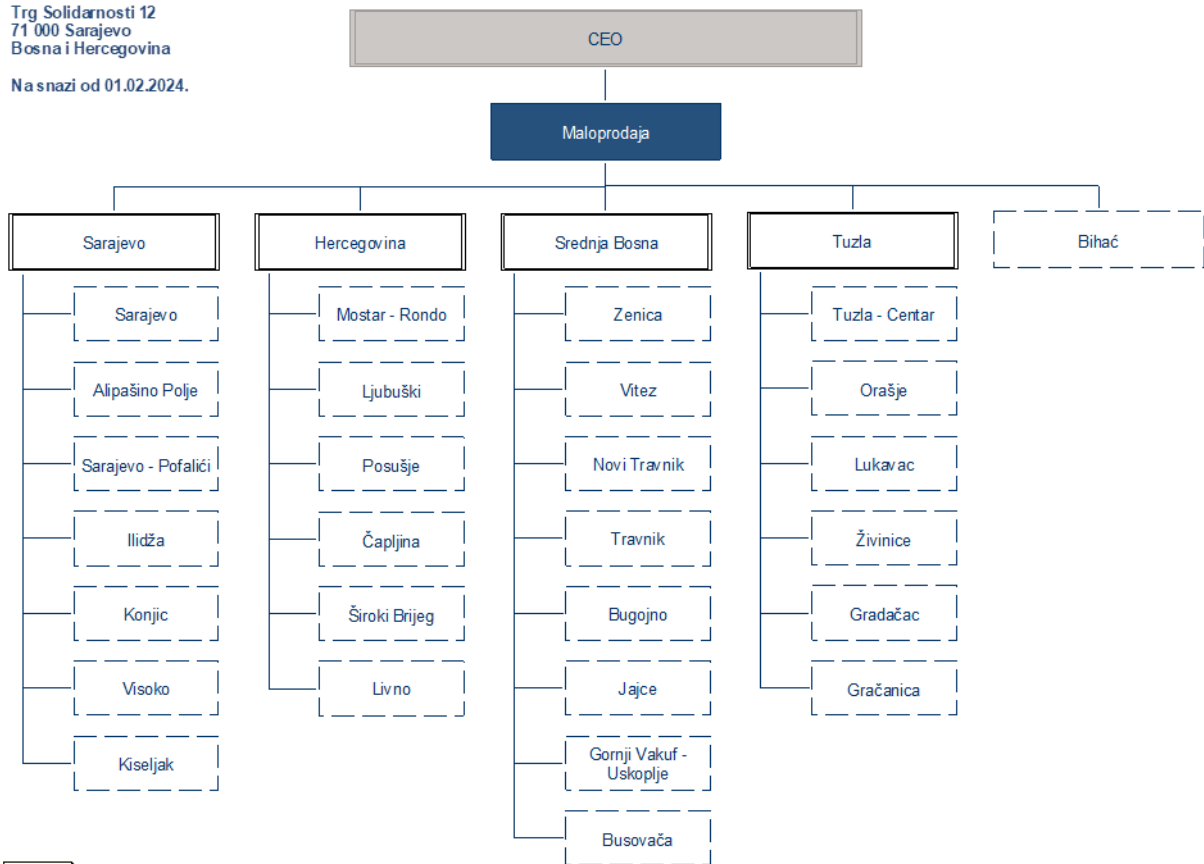 Trg Solidarnosti 12
71 000 Sarajevo
Bosna i Hercegovina
Na snazi od 01.02.2024.
CEO
Maloprodaja
Sarajevo
Hercegovina
Srednja Bosna
Tuzla
Bihać
Sarajevo
Alipašino Polje
Sarajevo - Pofalići
Ilidža
Konjic
Visoko
Kiseljak
Mostar - Rondo
Ljubuški
Posušje
Čapljina
Široki Brijeg
Livno
Zenica
Vitez
Novi Travnik
Travnik
Bugojno
Jajce
Gornji Vakuf -
Uskoplje
Busovača
Tuzla - Centar
Orašje
Lukavac
Živinice
Gradačac
Gračanica